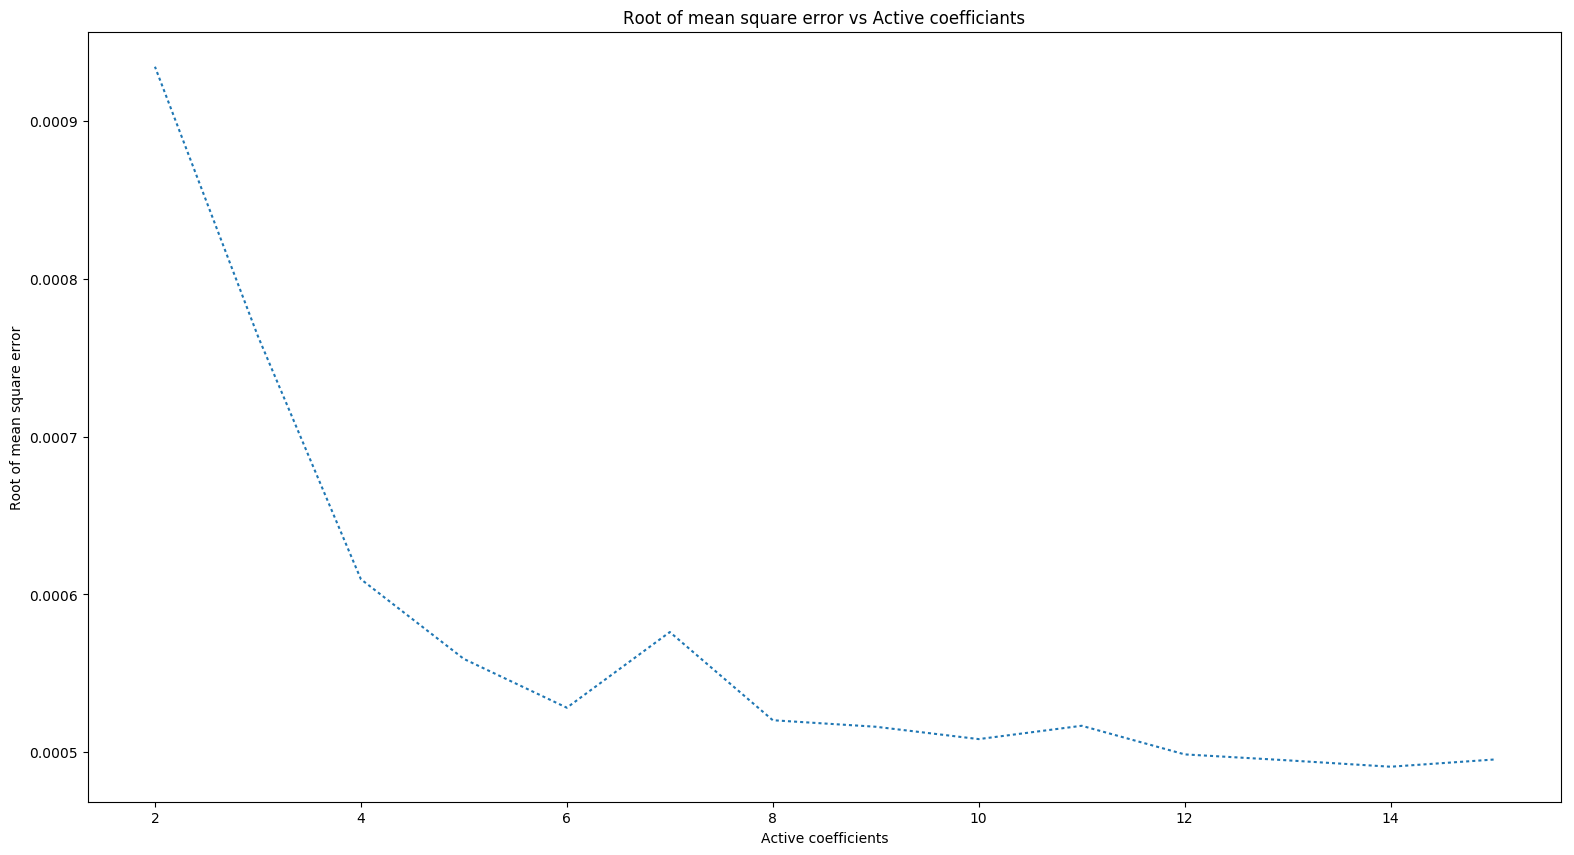 Root of mean square error vs Active coefficiants
0.0009
0.0008
0.0007
0.0006
0.0005
Root of mean square error
2 4 6 8 10 12 14
Active coefficients